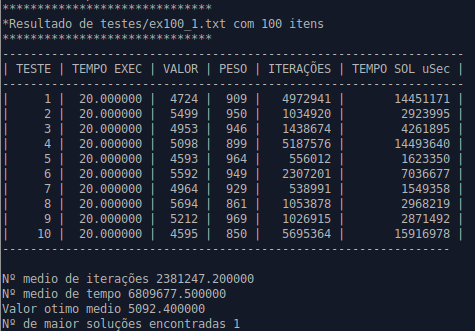 ******************************
*Resultado de testes/ex100_1.txt com 100 itens
******************************
-----------------------------------------------------------------
| TESTE | TEMPO EXEC | VALOR | PESO | ITERAÇÕES | TEMPO SOL uSec |
-----------------------------------------------------------------
| 1 | 20.000000 | 4724 | 909 | 4972941 | 14451171 |
| 2 | 20.000000 | 5499 | 950 | 1034920 | 2923995 |
| 3 | 20.000000 | 4953 | 946 | 1438674 | 4261895 |
| 4 | 20.000000 | 5098 | 899 | 5187576 | 14493640 |
| 5 | 20.000000 | 4593 | 964 | 556012 | 1623350 |
| 6 | 20.000000 | 5592 | 949 | 2307201 | 7036677 |
| 7 | 20.000000 | 4964 | 929 | 538991 | 1549358 |
| 8 | 20.000000 | 5694 | 861 | 1053878 | 2968219 |
| 9 | 20.000000 | 5212 | 969 | 1026915 | 2871492 |
| 10 | 20.000000 | 4595 | 850 | 5695364 | 15916978 |
----------------------------------------------------------------
Nº medio de iterações 2381247.200000
Nº medio de tempo 6809677.500000
Valor otimo medio 5092.400000
Nº de maior soluções encontradas 1